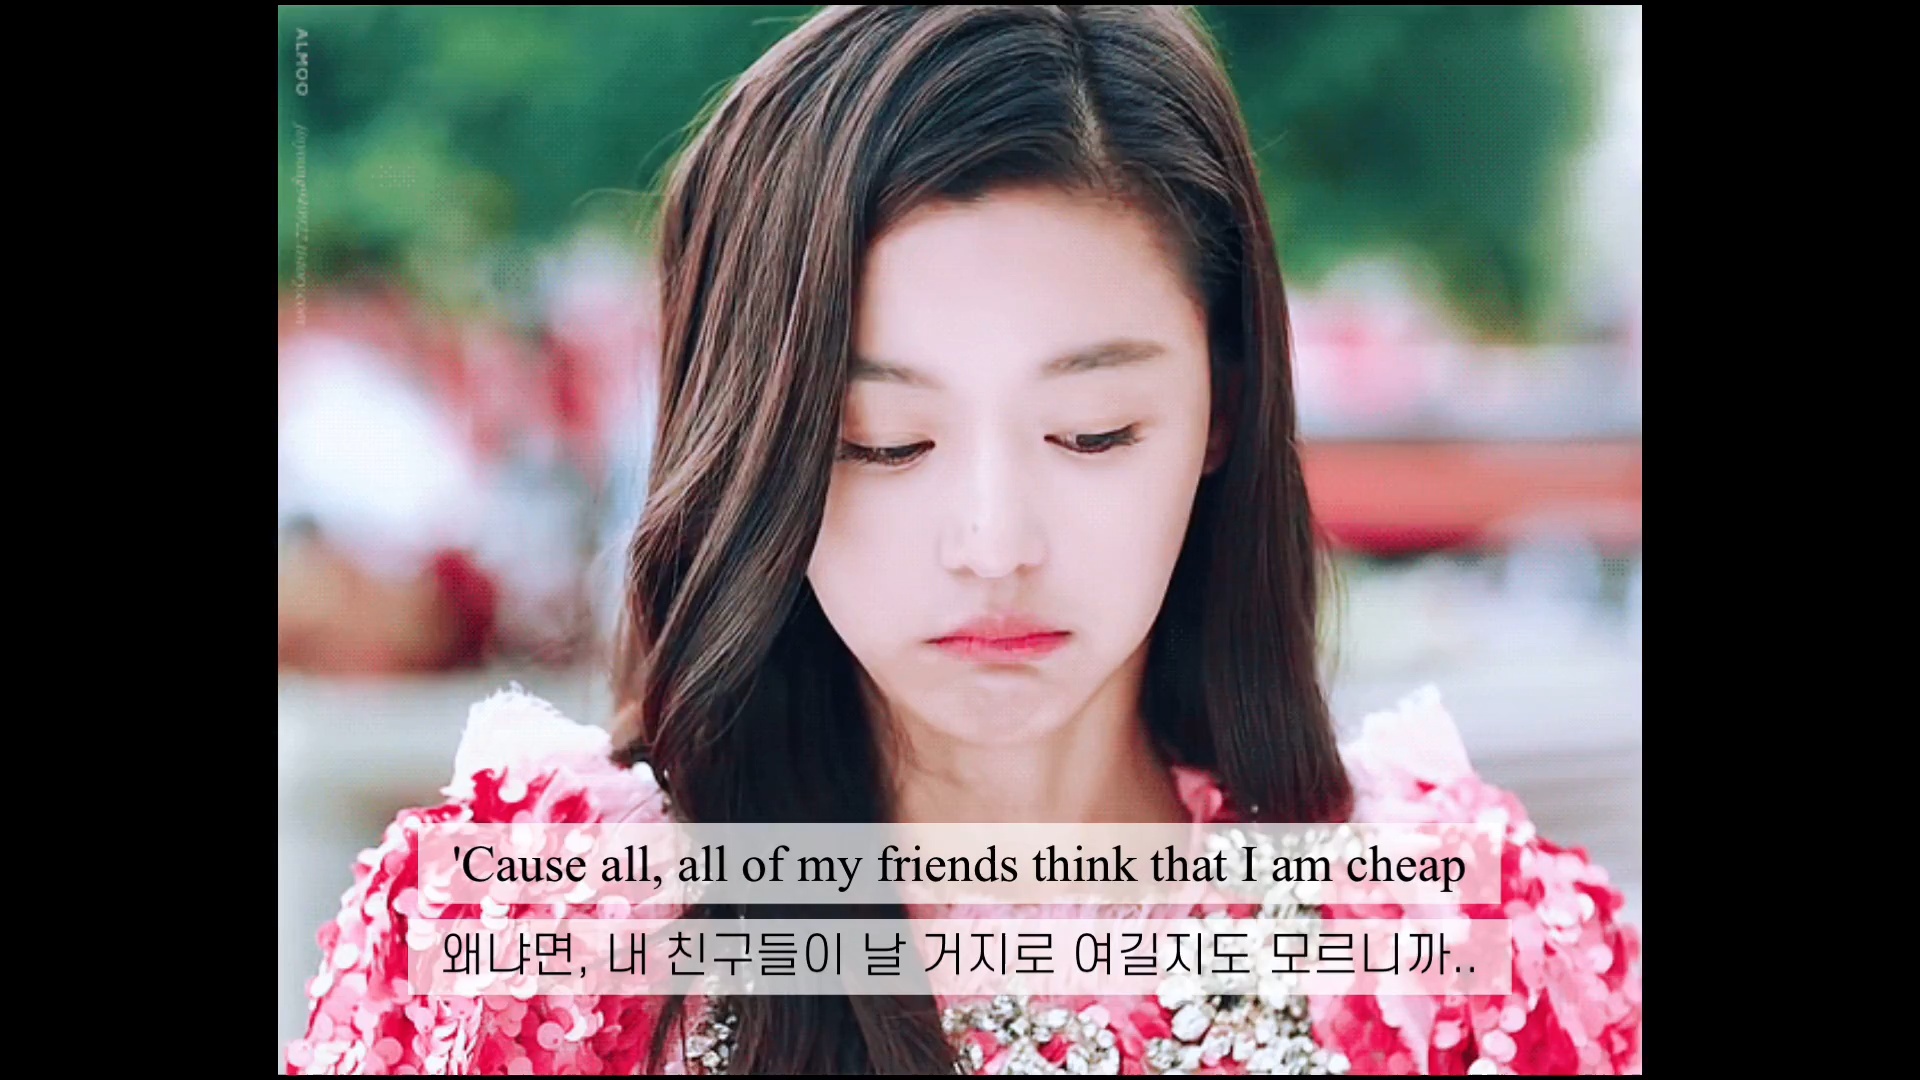 ALMOO
'Cause all, all of my friends think that I am cheap
왜냐면, 내 친구들이 날 거지로 여길지도 모르니까..